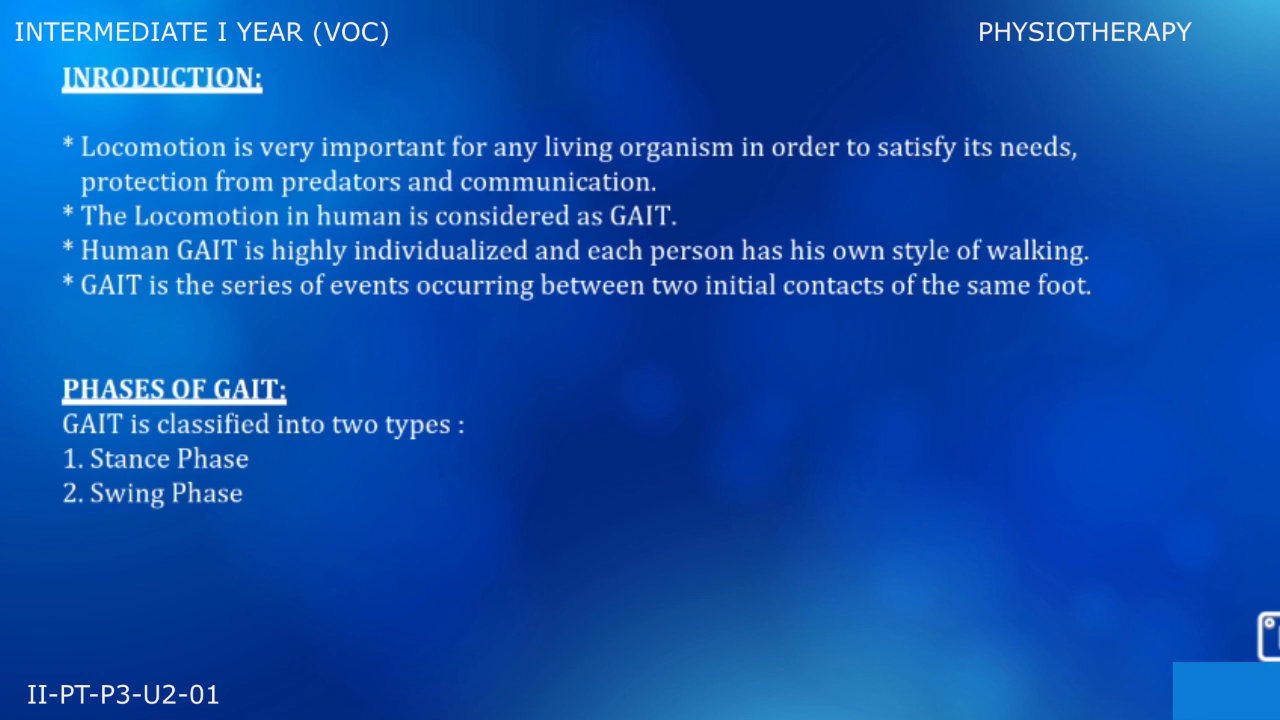 INTERMEDIATE I YEAR (VOC)
PHYSIOTHERAPY
INRODUCTION:
* Locomotion is very important for any living organism in order to satisfy its needs,
protection from predators and communication.
* The Locomotion in human is considered as GAIT.
* Human GAIT is highly individualized and each person has his own style of walking.
* GAIT is the series of events occurring between two initial contacts of the same foot.
PHASES OF GAIT:
GAIT is classified into two types :
1. Stance Phase
2. Swing Phase
II-PT-P3-U2-01